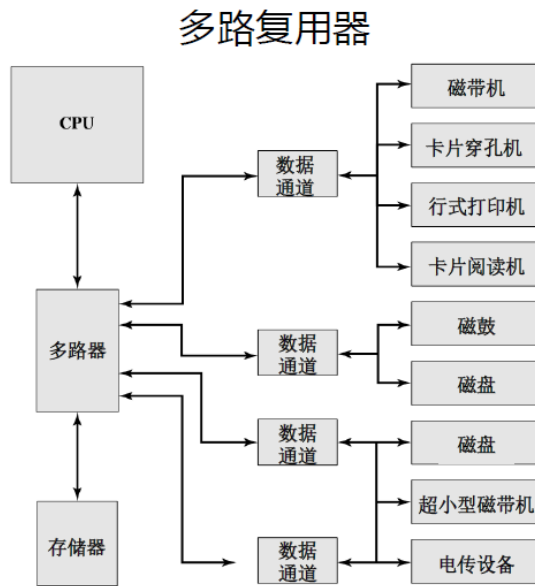 多路复用器
CPU
多路器
存储器
数据
通道
数据
通道
数据
通道
数据
通道
磁带机
卡片穿孔机
行式打印机
卡片阅读机
磁鼓
磁盘
磁盘
超小型磁带机
电传设备